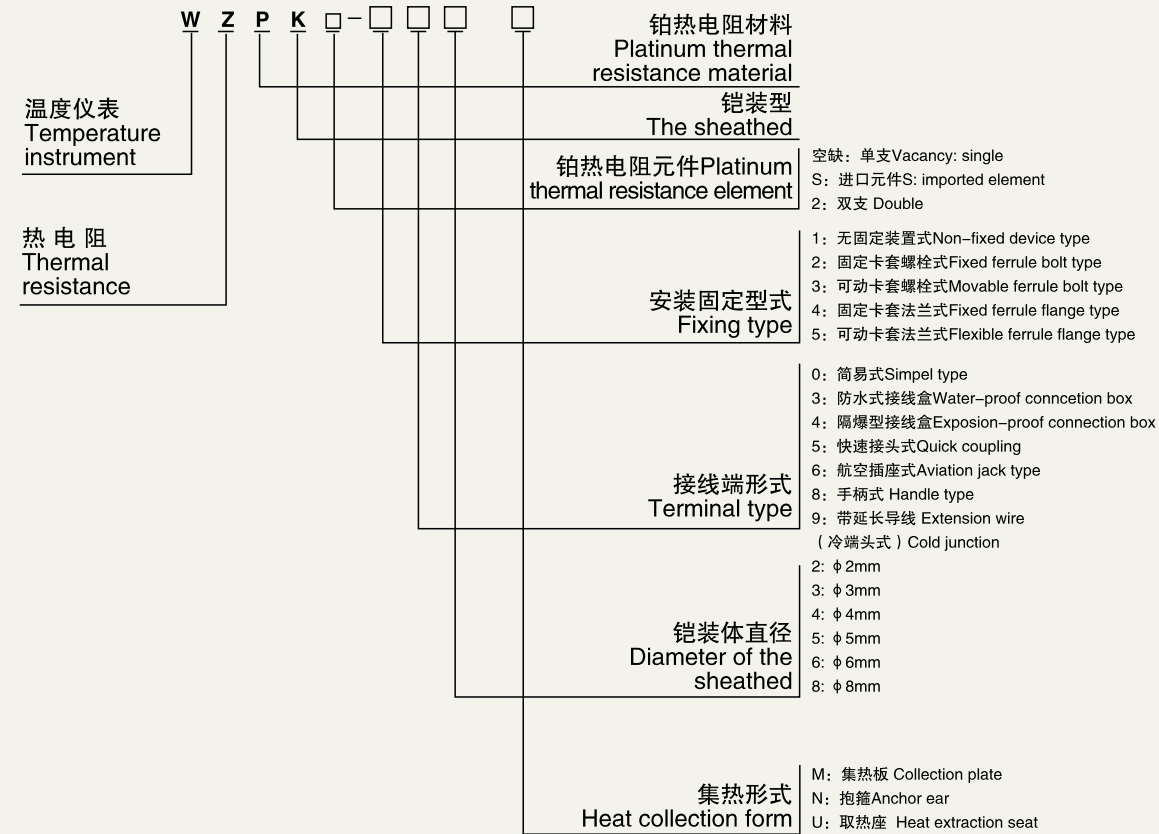 W Z P K □ – □ □ □ □
铂热电阻材料
Platinum thermal
resistance material
铠装型
The sheathed
温度仪表
Temperature
instrument
铂热电阻元件Platinum
thermal resistance element
空缺：单支Vacancy: single
S：进口元件S: imported element
2：双支 Double
热 电 阻
Thermal
resistance
安装固定型式
Fixing type
1：无固定装置式Non–fixed device type
2：固定卡套螺栓式Fixed ferrule bolt type
3：可动卡套螺栓式Movable ferrule bolt type
4：固定卡套法兰式Fixed ferrule flange type
5：可动卡套法兰式Flexible ferrule flange type
接线端形式
Terminal type
0：简易式Simpel type
3：防水式接线盒Water–proof conncetion box
4：隔爆型接线盒Exposion–proof connection box
5：快速接头式Quick coupling
6：航空插座式Aviation jack type
8：手柄式 Handle type
9：带延长导线 Extension wire
（冷端头式）Cold junction
铠装体直径
Diameter of the
sheathed
2: ϕ2mm
3: ϕ3mm
4: ϕ4mm
5: ϕ5mm
6: ϕ6mm
8: ϕ8mm
集热形式
Heat collection form
M：集热板 Collection plate
N：抱箍Anchor ear
U：取热座 Heat extraction seat